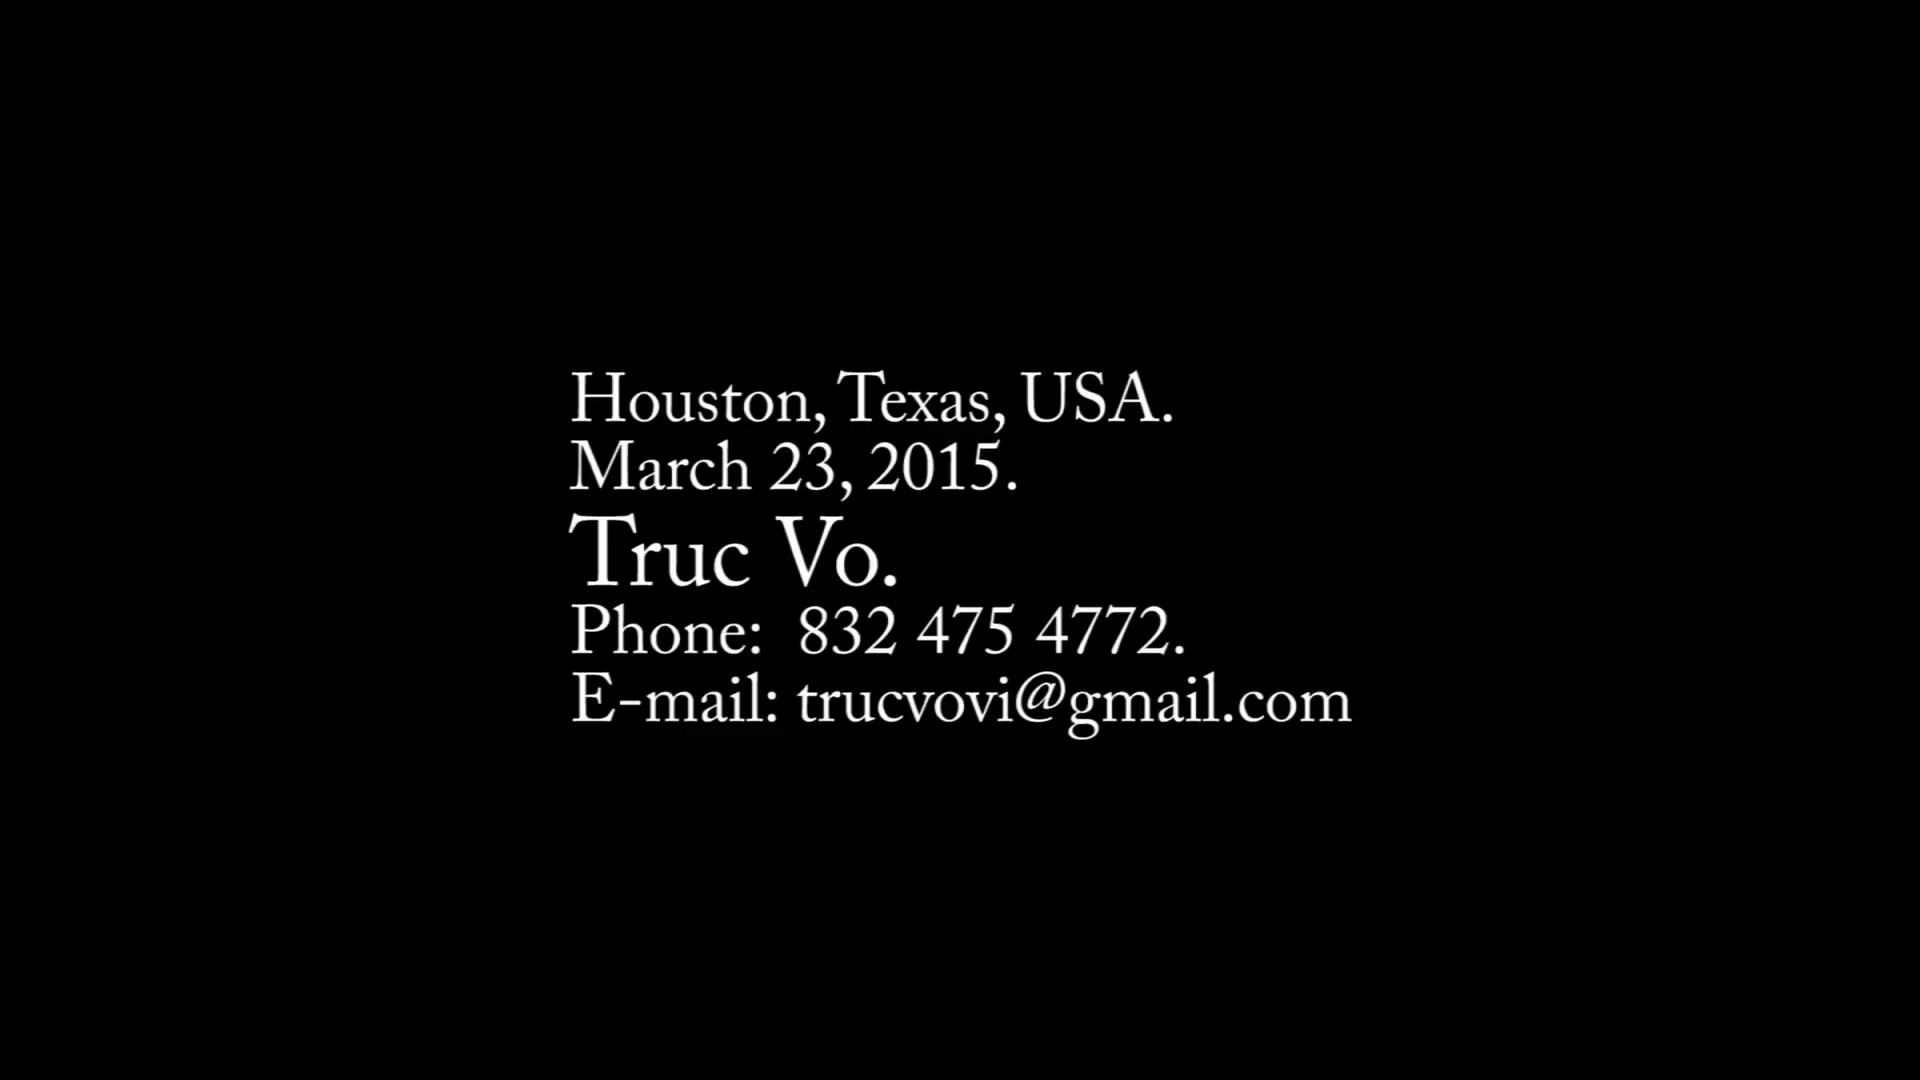 Houston, Texas, USA.
March 23, 2015.
Truc Vo.
Phone:  832 475 4772.
E-mail: trucvovi@gmail.com